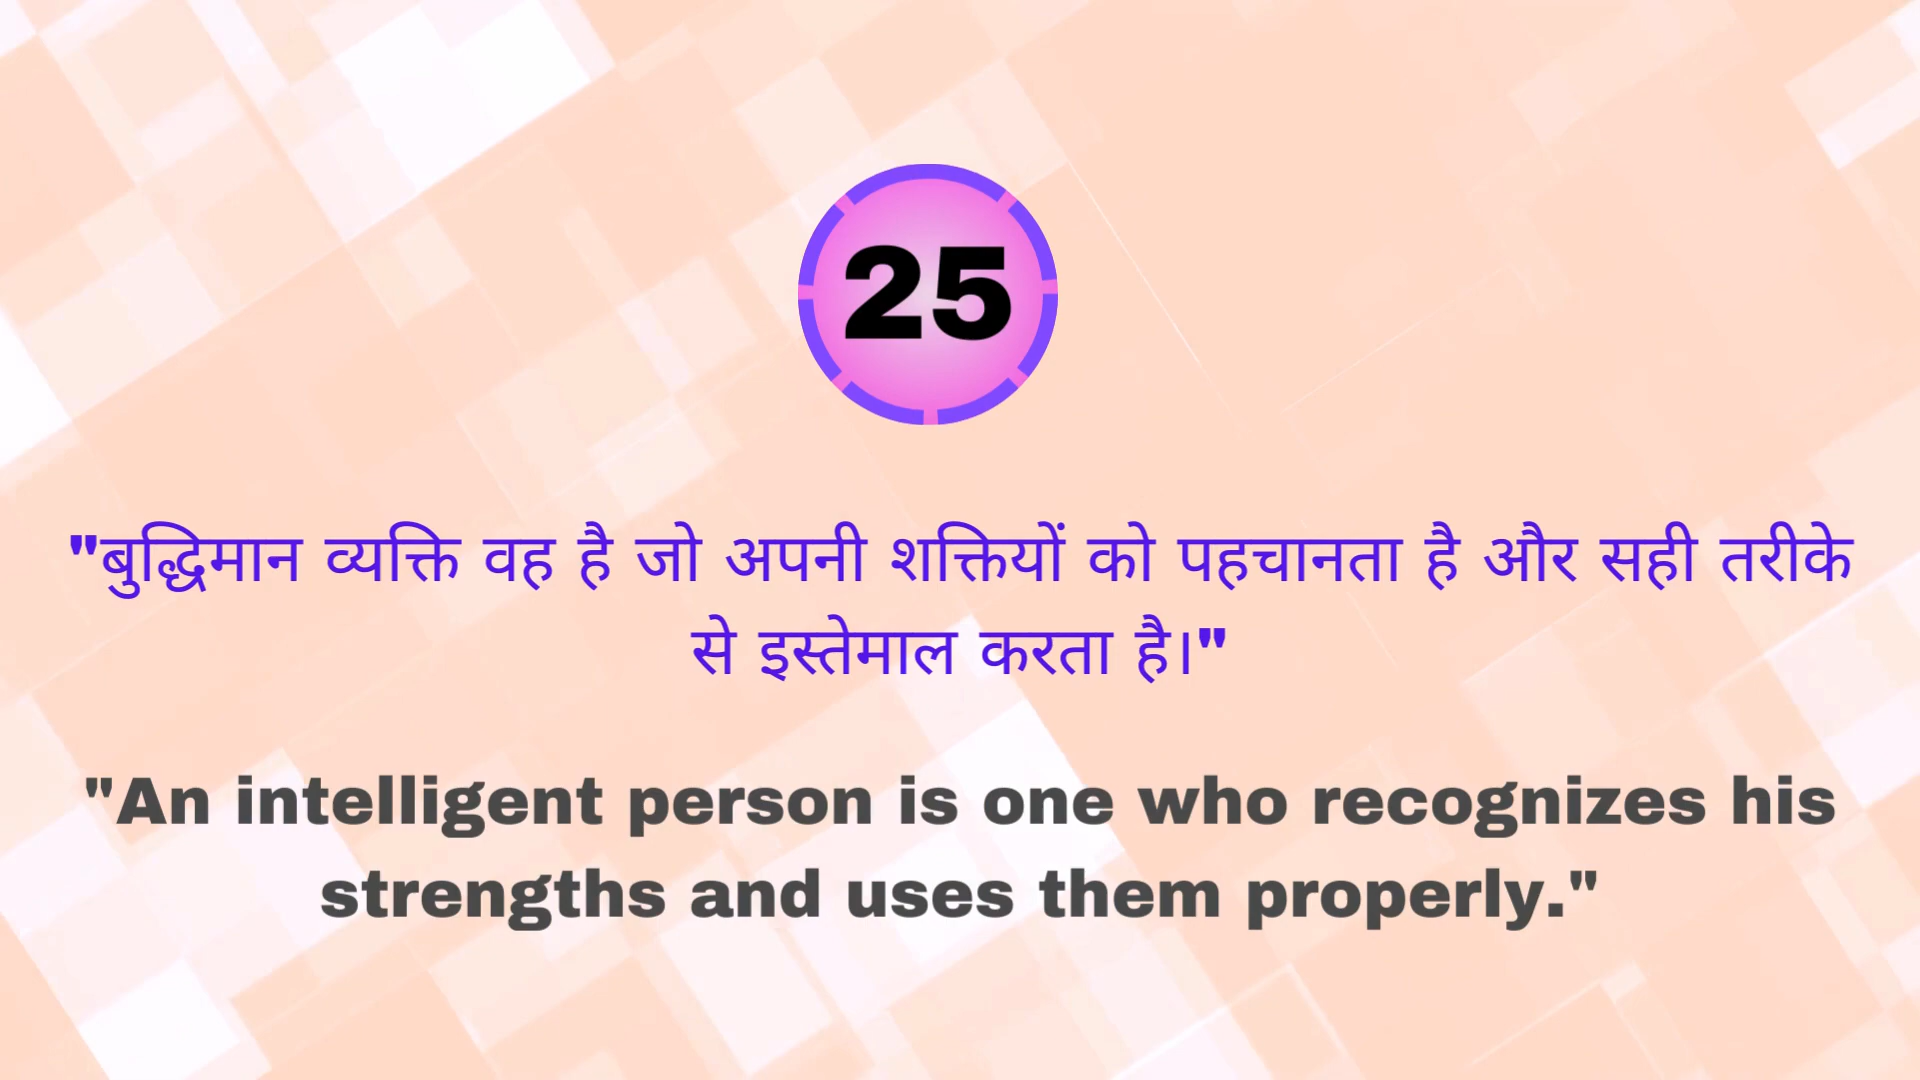 25
"बुद्धिमान व्यक्ति वह है जो अपनी शक्तियों को पहचानता है और सही तरीके
से इस्तेमाल करता है।"
"An intelligent person is one who recognizes his
strengths and uses them properly."